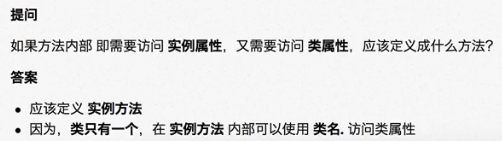 提问
如果方法内部 即需要访问 实例属性，又需要访问 类属性，应该定义成什么方法？
答案
• 应该定义 实例方法
• 因为，类只有一个，在 实例方法 内部可以使用 类名. 访问类属性